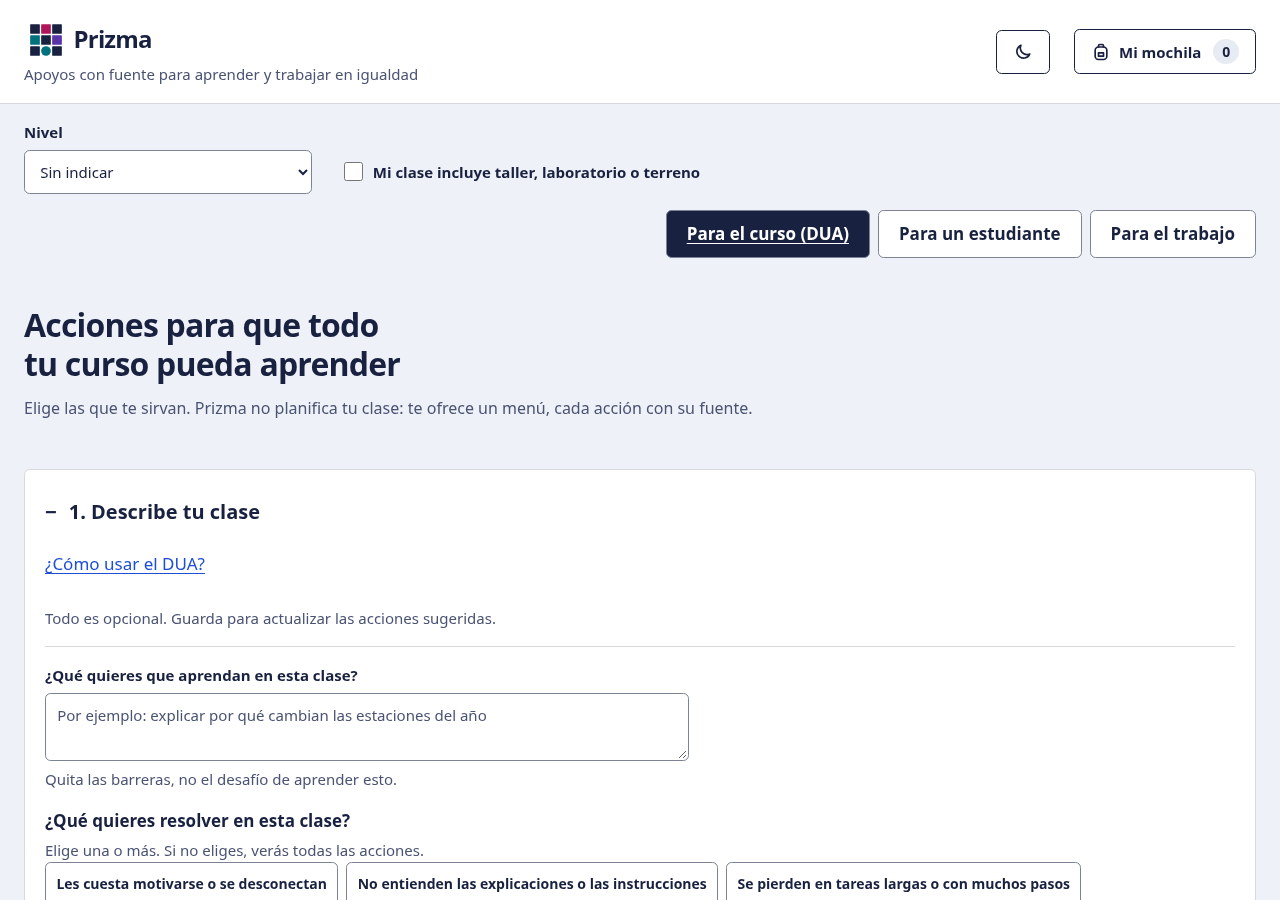 Prizma
Apoyos con fuente para aprender y trabajar en igualdad
Mi mochila 0
Nivel
Sin indicar
Mi clase incluye taller, laboratorio o terreno
Para el curso (DUA)
Para un estudiante
Para el trabajo
Acciones para que todo
tu curso pueda aprender
Elige las que te sirvan. Prizma no planifica tu clase: te ofrece un menú, cada acción con su fuente.
− 1. Describe tu clase
¿Cómo usar el DUA?
Todo es opcional. Guarda para actualizar las acciones sugeridas.
¿Qué quieres que aprendan en esta clase?
Por ejemplo: explicar por qué cambian las estaciones del año
Quita las barreras, no el desafío de aprender esto.
¿Qué quieres resolver en esta clase?
Elige una o más. Si no eliges, verás todas las acciones.
Les cuesta motivarse o se desconectan
No entienden las explicaciones o las instrucciones
Se pierden en tareas largas o con muchos pasos